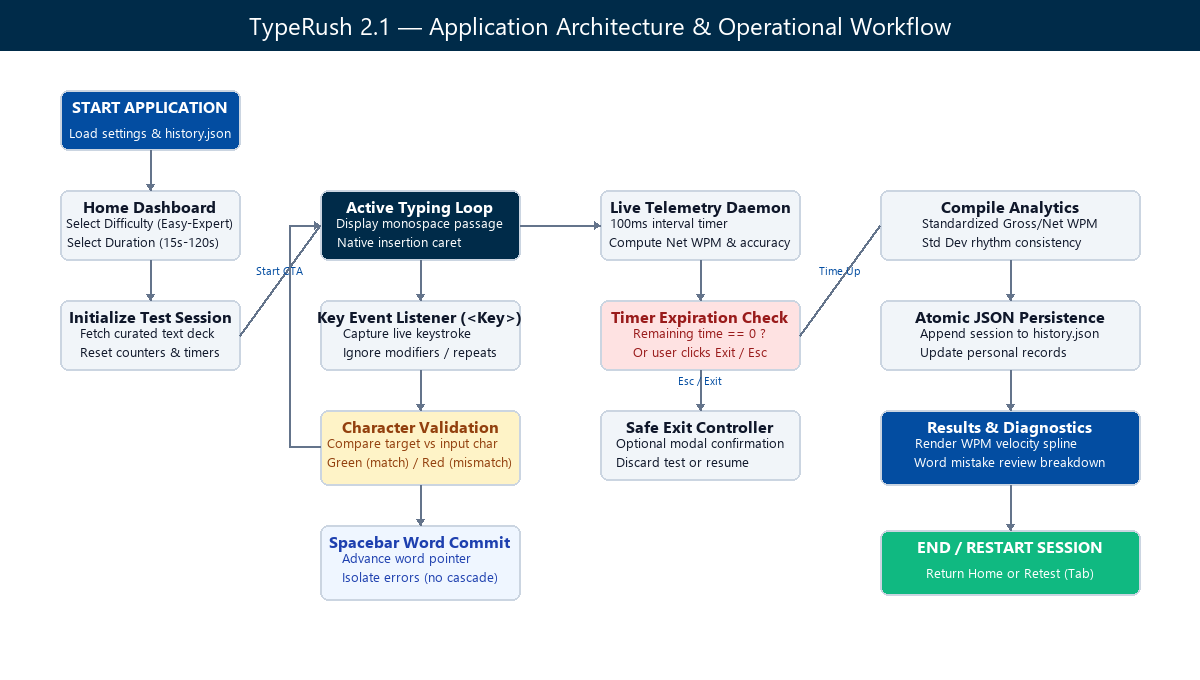 TypeRush 2.1 — Application Architecture & Operational Workflow
START APPLICATION
Load settings & history.json
Home Dashboard
Select Difficulty (Easy-Expert)
Select Duration (15s-120s)
Initialize Test Session
Fetch curated text deck
Reset counters & timers
Start CTA
Active Typing Loop
Display monospace passage
Native insertion caret
Key Event Listener (<Key>)
Capture live keystroke
Ignore modifiers / repeats
Character Validation
Compare target vs input char
Green (match) / Red (mismatch)
Spacebar Word Commit
Advance word pointer
Isolate errors (no cascade)
Live Telemetry Daemon
100ms interval timer
Compute Net WPM & accuracy
Timer Expiration Check
Remaining time == 0 ?
Or user clicks Exit / Esc
Esc / Exit
Safe Exit Controller
Optional modal confirmation
Discard test or resume
Time Up
Compile Analytics
Standardized Gross/Net WPM
Std Dev rhythm consistency
Atomic JSON Persistence
Append session to history.json
Update personal records
Results & Diagnostics
Render WPM velocity spline
Word mistake review breakdown
END / RESTART SESSION
Return Home or Retest (Tab)